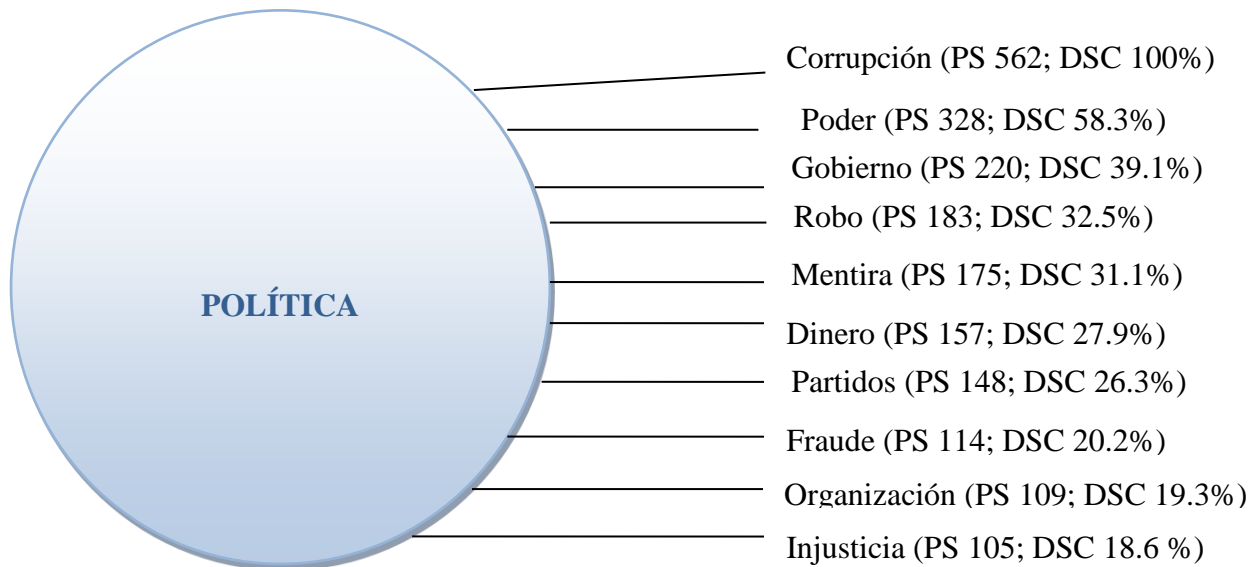 Corrupción (PS 562; DSC 100%)
Poder (PS 328; DSC 58.3%)
Gobierno (PS 220; DSC 39.1%)
Robo (PS 183; DSC 32.5%)
Mentira (PS 175; DSC 31.1%)
POLÍTICA
Dinero (PS 157; DSC 27.9%)
Partidos (PS 148; DSC 26.3%)
Fraude (PS 114; DSC 20.2%)
Organización (PS 109; DSC 19.3%)
Injusticia (PS 105; DSC 18.6 %)